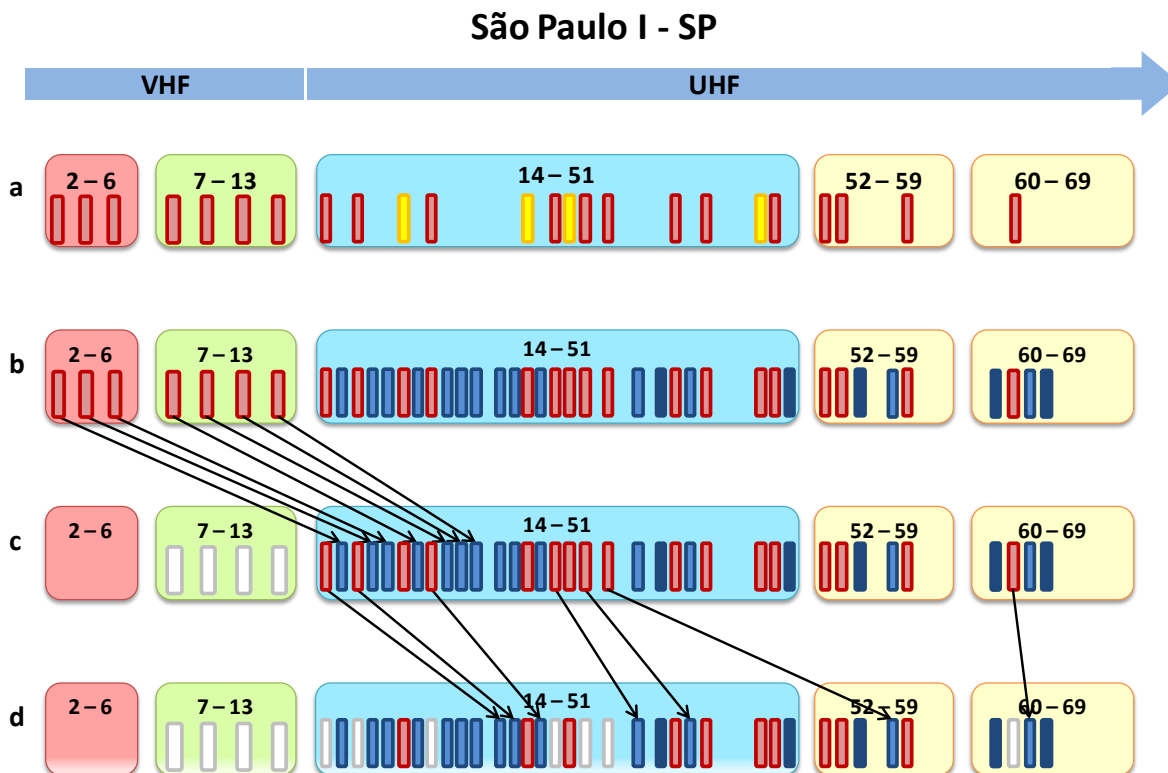 São Paulo I - SP
VHF UHF
a 2 – 6 7 – 13 14 – 51 52 – 59 60 – 69
b 2 – 6 7 – 13 14 – 51 52 – 59 60 – 69
c 2 – 6 7 – 13 14 – 51 52 – 59 60 – 69
d 2 – 6 7 – 13 14 – 51 52 – 59 60 – 69